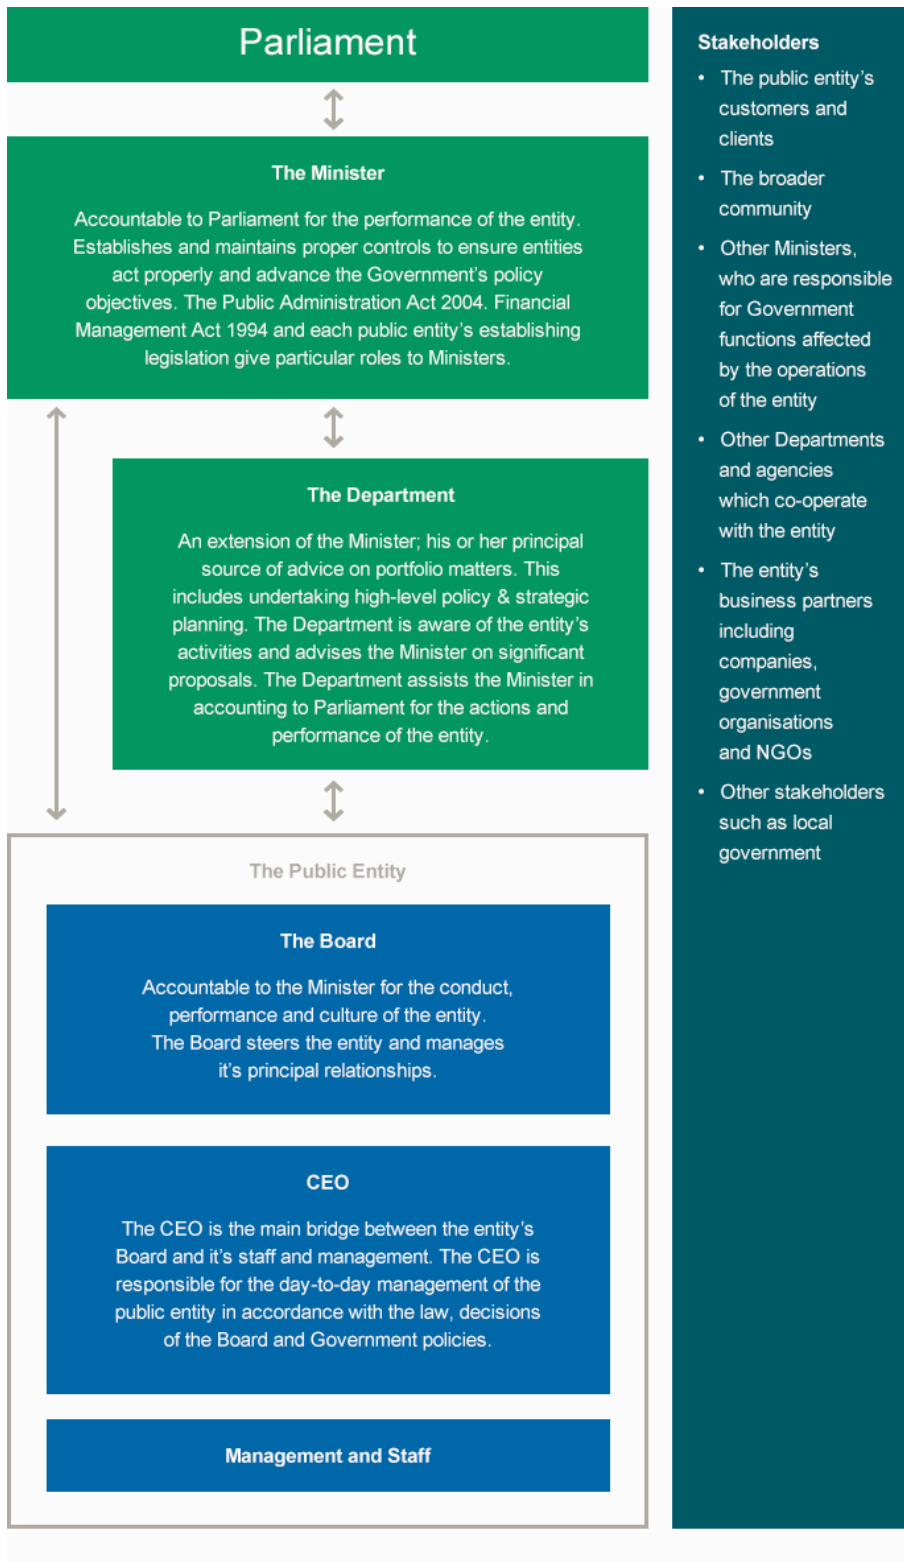 Parliament
The Minister
Accountable to Parliament for the performance of the entity.
Establishes and maintains proper controls to ensure entities
act properly and advance the Government's policy
objectives. The Public Administration Act 2004. Financial
Management Act 1994 and each public entity's establishing
legislation give particular roles to Ministers.
The Department
An extension of the Minister; his or her principal
source of advice on portfolio matters. This
includes undertaking high-level policy & strategic
planning. The Department is aware of the entity's
activities and advises the Minister on significant
proposals. The Department assists the Minister in
accounting to Parliament for the actions and
performance of the entity.
The Public Entity
The Board
Accountable to the Minister for the conduct,
performance and culture of the entity.
The Board steers the entity and manages
it's principal relationships.
CEO
The CEO is the main bridge between the entity's
Board and it's staff and management. The CEO is
responsible for the day-to-day management of the
public entity in accordance with the law, decisions
of the Board and Government policies.
Management and Staff
Stakeholders
• The public entity's
customers and
clients
• The broader
community
• Other Ministers,
who are responsible
for Government
functions affected
by the operations
of the entity
• Other Departments
and agencies
which co-operate
with the entity
• The entity's
business partners
including
companies,
government
organisations
and NGOs
• Other stakeholders
such as local
government